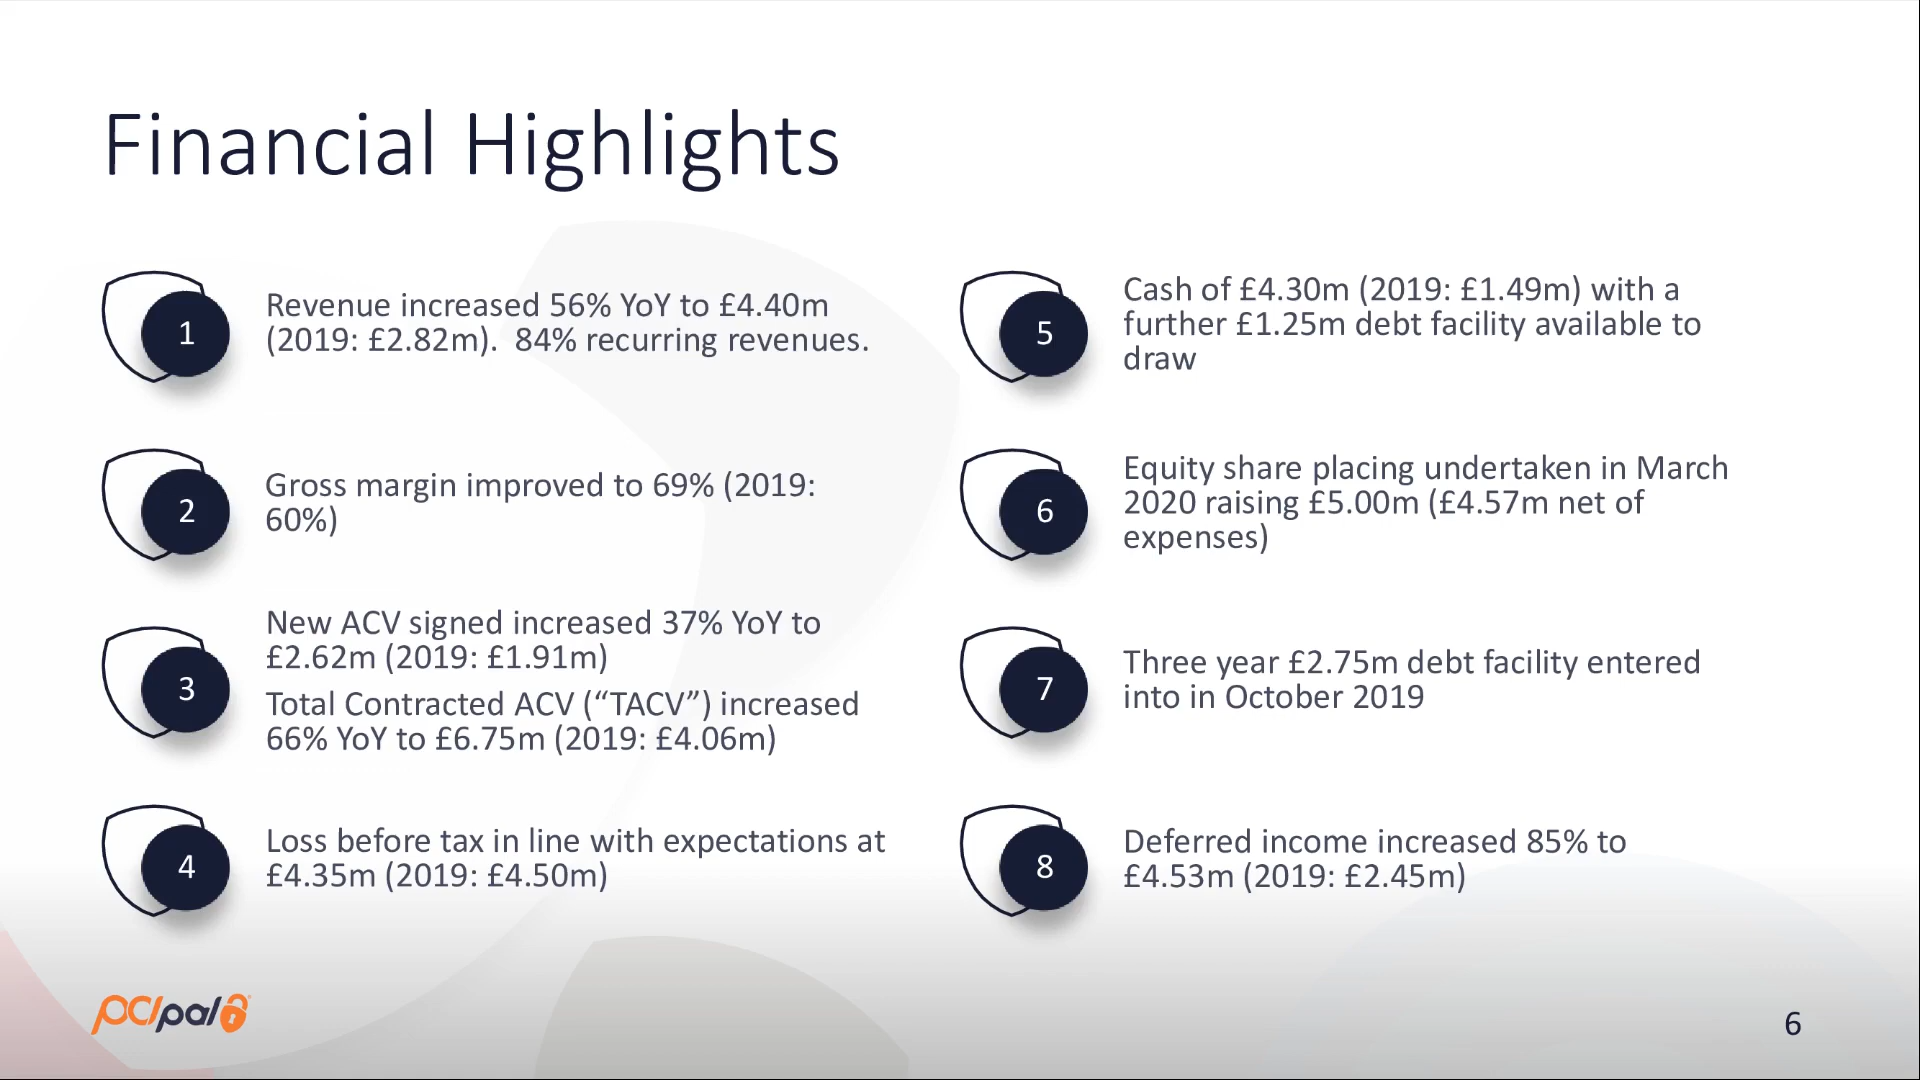 Financial Highlights
1
Revenue increased 56% YoY to £4.40m
(2019: £2.82m).  84% recurring revenues.
2
Gross margin improved to 69% (2019:
60%)
3
New ACV signed increased 37% YoY to
£2.62m (2019: £1.91m)
Total Contracted ACV (“TACV”) increased
66% YoY to £6.75m (2019: £4.06m)
4
Loss before tax in line with expectations at
£4.35m (2019: £4.50m)
5
Cash of £4.30m (2019: £1.49m) with a
further £1.25m debt facility available to
draw
6
Equity share placing undertaken in March
2020 raising £5.00m (£4.57m net of
expenses)
7
Three year £2.75m debt facility entered
into in October 2019
8
Deferred income increased 85% to
£4.53m (2019: £2.45m)
pcipal
6